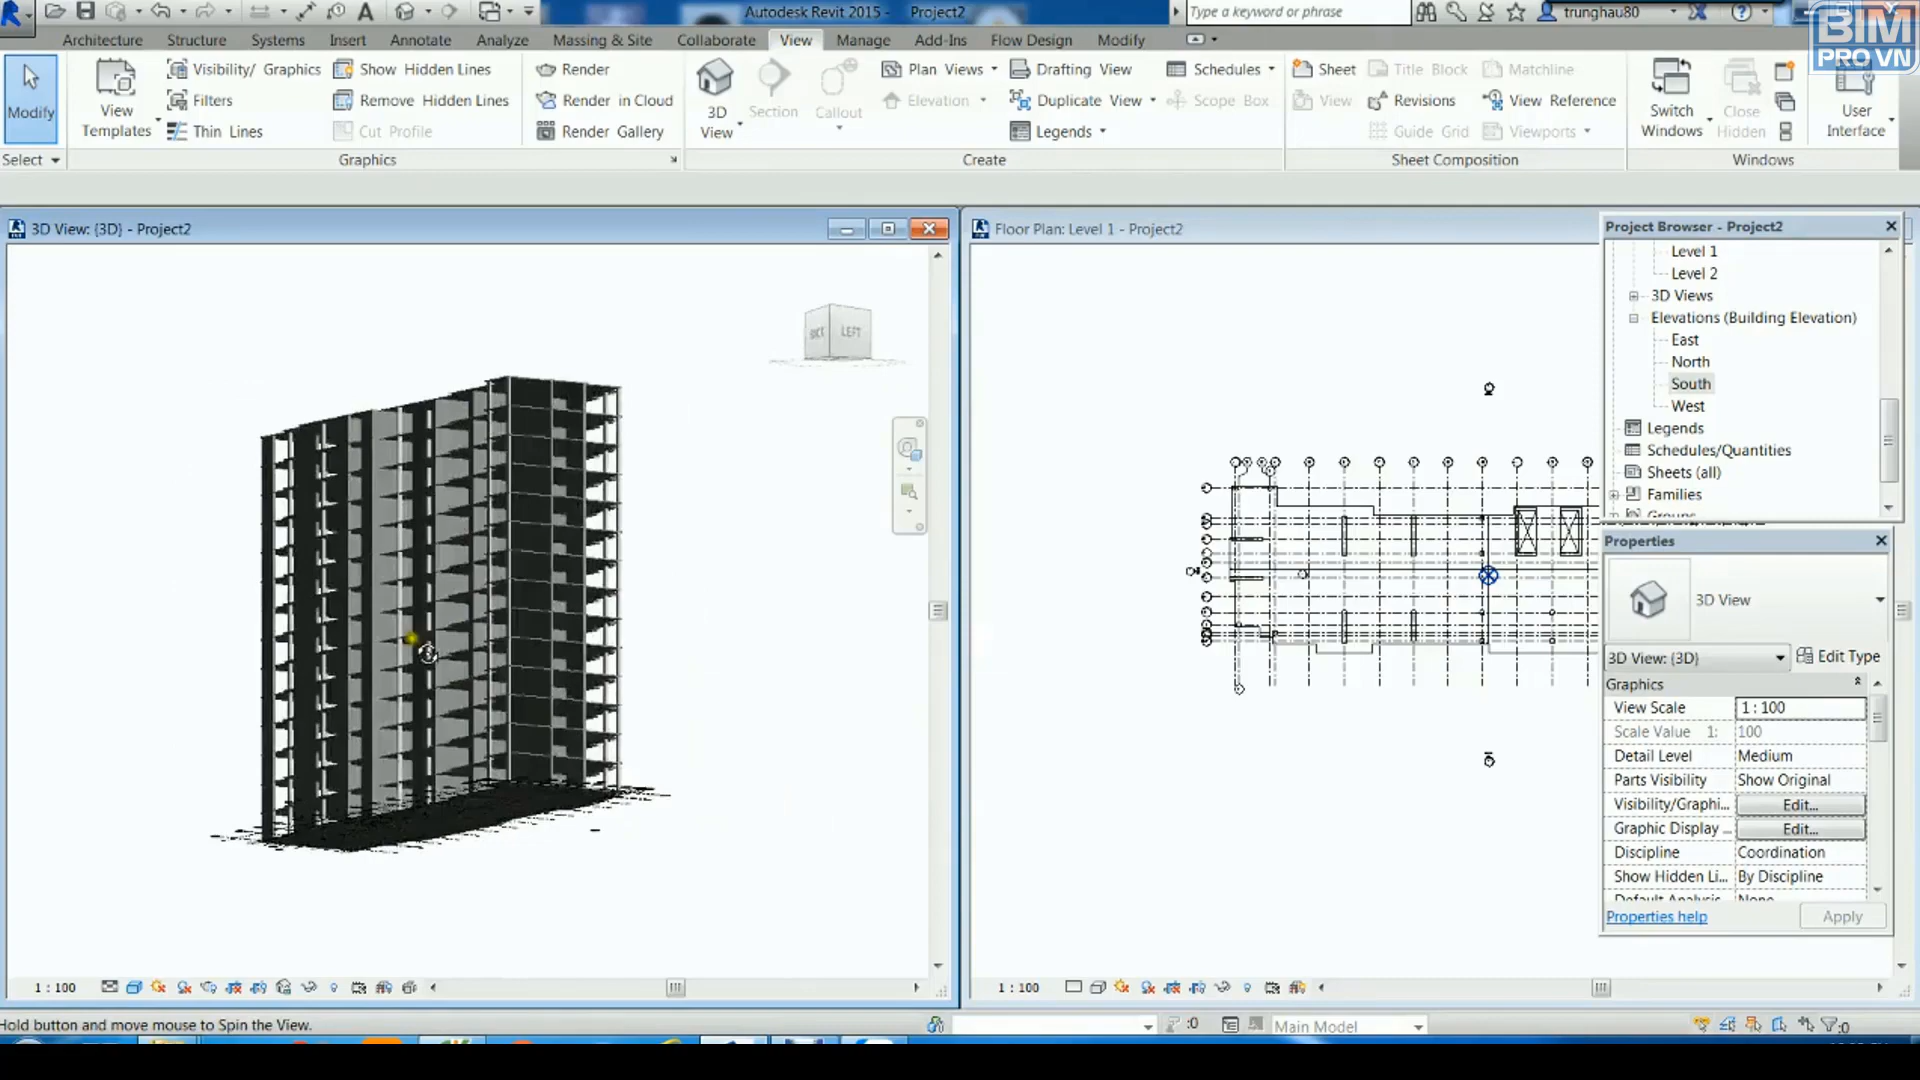 Autodesk Revit 2015 - Project2
Type a keyword or phrase
trunghau80
BIM
PRO VN
Architecture Structure Systems Insert Annotate Analyze Massing & Site Collaborate View Manage Add-Ins Flow Design Modify
Modify
Select
View
Templates
Visibility/ Graphics
Filters
Thin Lines
Show Hidden Lines
Remove Hidden Lines
Cut Profile
Graphics
Render
Render in Cloud
Render Gallery
3D
View
Section
Callout
Plan Views
Elevation
Drafting View
Duplicate View
Legends
Schedules
Scope Box
Create
Sheet
View
Title Block
Revisions
Guide Grid
Matchline
View Reference
Viewports
Sheet Composition
Switch
Windows
Close
Hidden
User
Interface
Windows
3D View: {3D} - Project2
LEFT
Floor Plan: Level 1 - Project2
Project Browser - Project2
Level 1
Level 2
3D Views
Elevations (Building Elevation)
East
North
South
West
Legends
Schedules/Quantities
Sheets (all)
Families
Groups
Properties
3D View
3D View: {3D}
Edit Type
Graphics
View Scale 1 : 100
Scale Value 1: 100
Detail Level Medium
Parts Visibility Show Original
Visibility/Graphi... Edit...
Graphic Display ... Edit...
Discipline Coordination
Show Hidden Li... By Discipline
Default Analysis None
Properties help
Apply
1 : 100
1 : 100
Hold button and move mouse to Spin the View.
:0
Main Model
:0